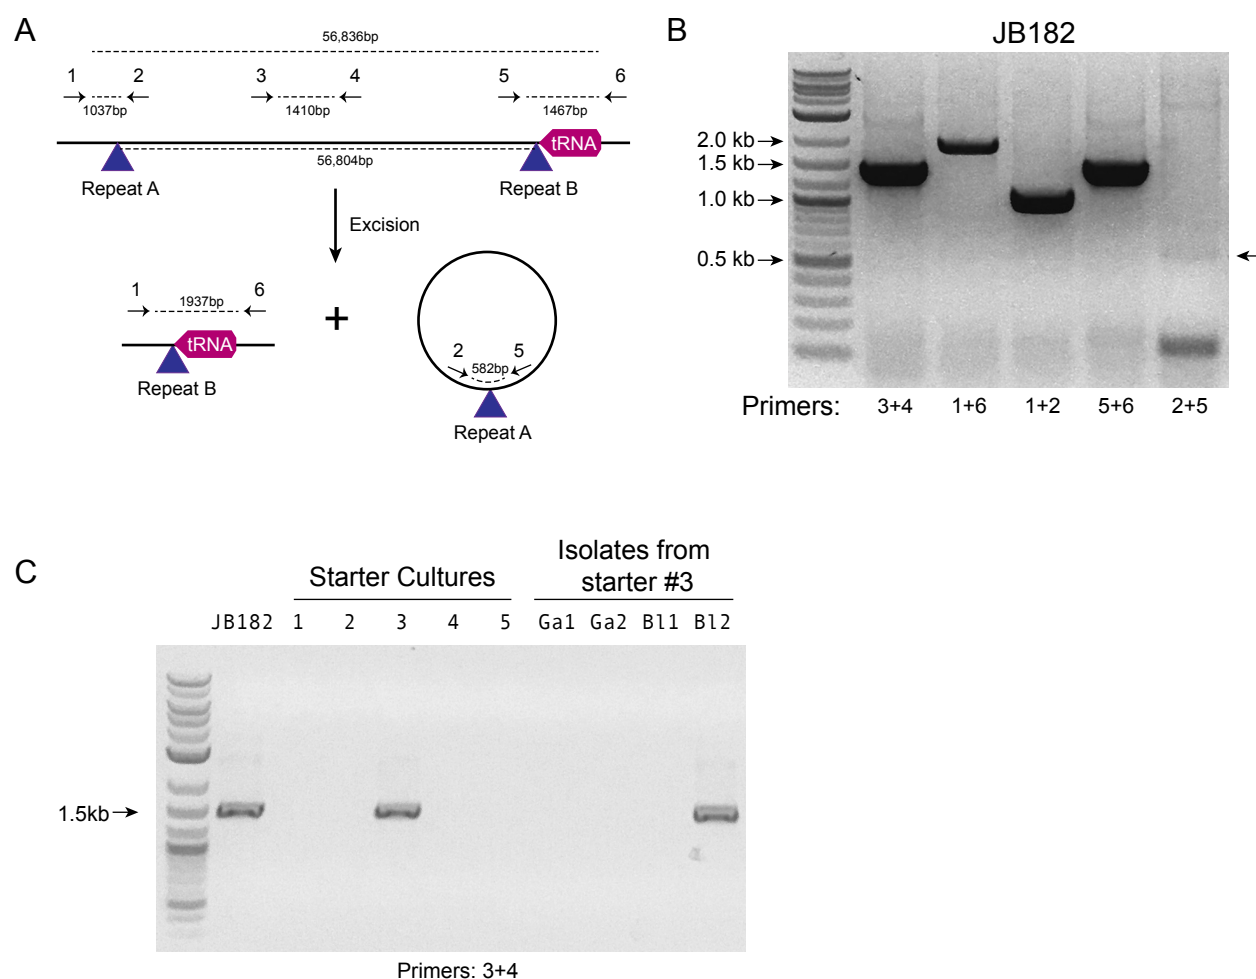 A
56,836bp
1 2 3 4 5 6
1037bp 1410bp 1467bp
tRNA
56,804bp
Repeat A Repeat B
Excision
1 1937bp 6
+
tRNA
Repeat B
2 5
582bp
Repeat A
B
JB182
2.0 kb
1.5 kb
1.0 kb
0.5 kb
Primers: 3+4 1+6 1+2 5+6 2+5
C
Starter Cultures
Isolates from
starter #3
JB182 1 2 3 4 5 Ga1 Ga2 Bl1 Bl2
1.5kb
Primers: 3+4